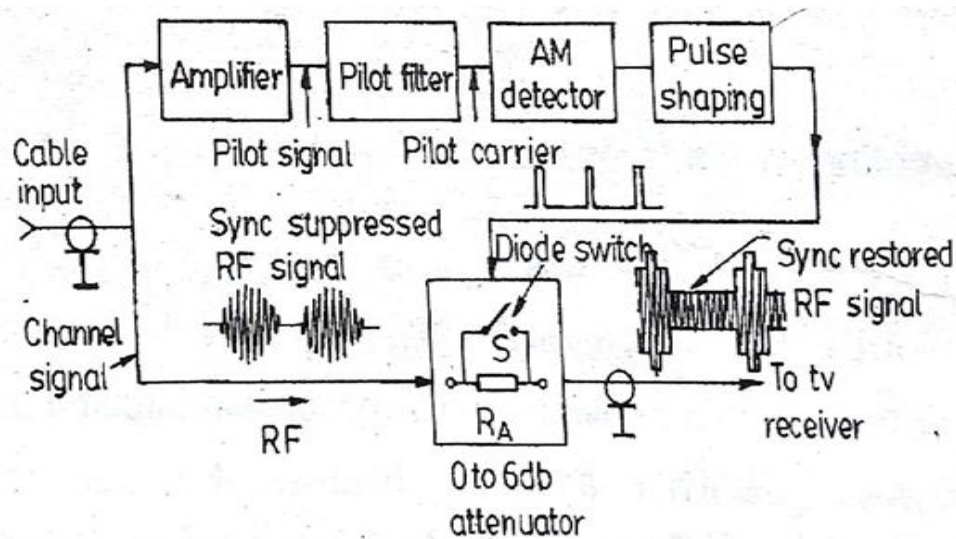 Amplifier
Pilot filter
AM
detector
Pulse
shaping
Cable
input
Pilot signal
Pilot carrier
Sync suppressed
RF signal
Diode switch
Sync restored
RF signal
Channel
signal
S
R_A
RF
To tv
receiver
0 to 6db
attenuator